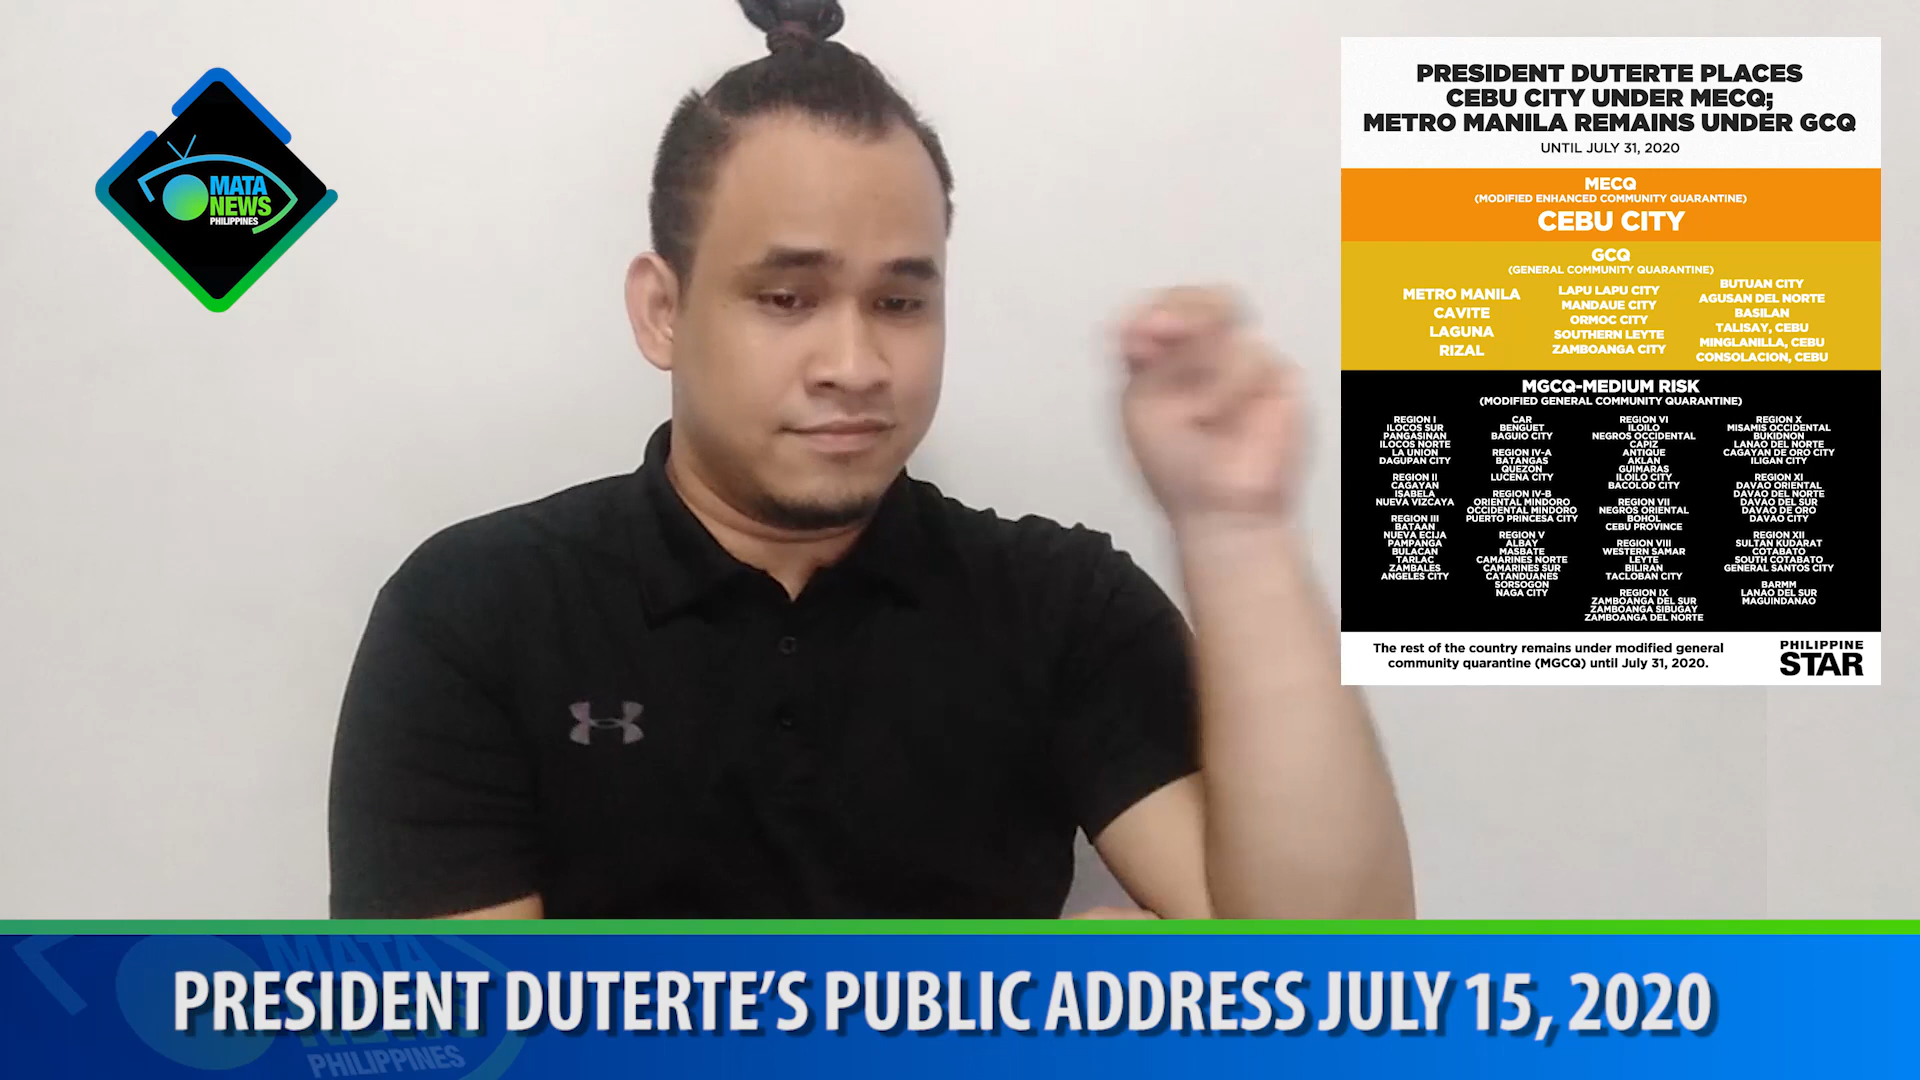 MATA
NEWS
PHILIPPINES
PRESIDENT DUTERTE PLACES
CEBU CITY UNDER MECQ;
METRO MANILA REMAINS UNDER GCQ
UNTIL JULY 31, 2020
MECQ
(MODIFIED ENHANCED COMMUNITY QUARANTINE)
CEBU CITY
GCQ
(GENERAL COMMUNITY QUARANTINE)
METRO MANILA
CAVITE
LAGUNA
RIZAL
LAPU LAPU CITY
MANDAUE CITY
ORMOC CITY
SOUTHERN LEYTE
ZAMBOANGA CITY
BUTUAN CITY
AGUSAN DEL NORTE
BASILAN
TALISAY, CEBU
MINGLANILLA, CEBU
CONSOLACION, CEBU
MGCQ-MEDIUM RISK
(MODIFIED GENERAL COMMUNITY QUARANTINE)
REGION I
ILOCOS SUR
PANGASINAN
ILOCOS NORTE
LA UNION
DAGUPAN CITY
REGION II
CAGAYAN
ISABELA
NUEVA VIZCAYA
REGION III
BATAAN
NUEVA ECIJA
PAMPANGA
BULACAN
TARLAC
ZAMBALES
ANGELES CITY
CAR
BENGUET
BAGUIO CITY
REGION IV-A
BATANGAS
QUEZON
LUCENA CITY
REGION IV-B
ORIENTAL MINDORO
OCCIDENTAL MINDORO
PUERTO PRINCESA CITY
REGION V
ALBAY
MASBATE
CAMARINES NORTE
CAMARINES SUR
CATANDUANES
SORSOGON
NAGA CITY
REGION VI
ILOILO
NEGROS OCCIDENTAL
CAPIZ
ANTIQUE
AKLAN
GUIMARAS
ILOILO CITY
BACOLOD CITY
REGION VII
NEGROS ORIENTAL
BOHOL
CEBU PROVINCE
REGION VIII
WESTERN SAMAR
LEYTE
BILIRAN
TACLOBAN CITY
REGION IX
ZAMBOANGA DEL SUR
ZAMBOANGA SIBUGAY
ZAMBOANGA DEL NORTE
REGION X
MISAMIS OCCIDENTAL
BUKIDNON
LANAO DEL NORTE
CAGAYAN DE ORO CITY
ILIGAN CITY
REGION XI
DAVAO ORIENTAL
DAVAO DEL NORTE
DAVAO DEL SUR
DAVAO DE ORO
DAVAO CITY
REGION XII
SULTAN KUDARAT
COTABATO
SOUTH COTABATO
GENERAL SANTOS CITY
BARMM
LANAO DEL SUR
MAGUINDANAO
The rest of the country remains under modified general
community quarantine (MGCQ) until July 31, 2020.
PHILIPPINE
STAR
MATA
NEWS
PHILIPPINES
PRESIDENT DUTERTE’S PUBLIC ADDRESS JULY 15, 2020